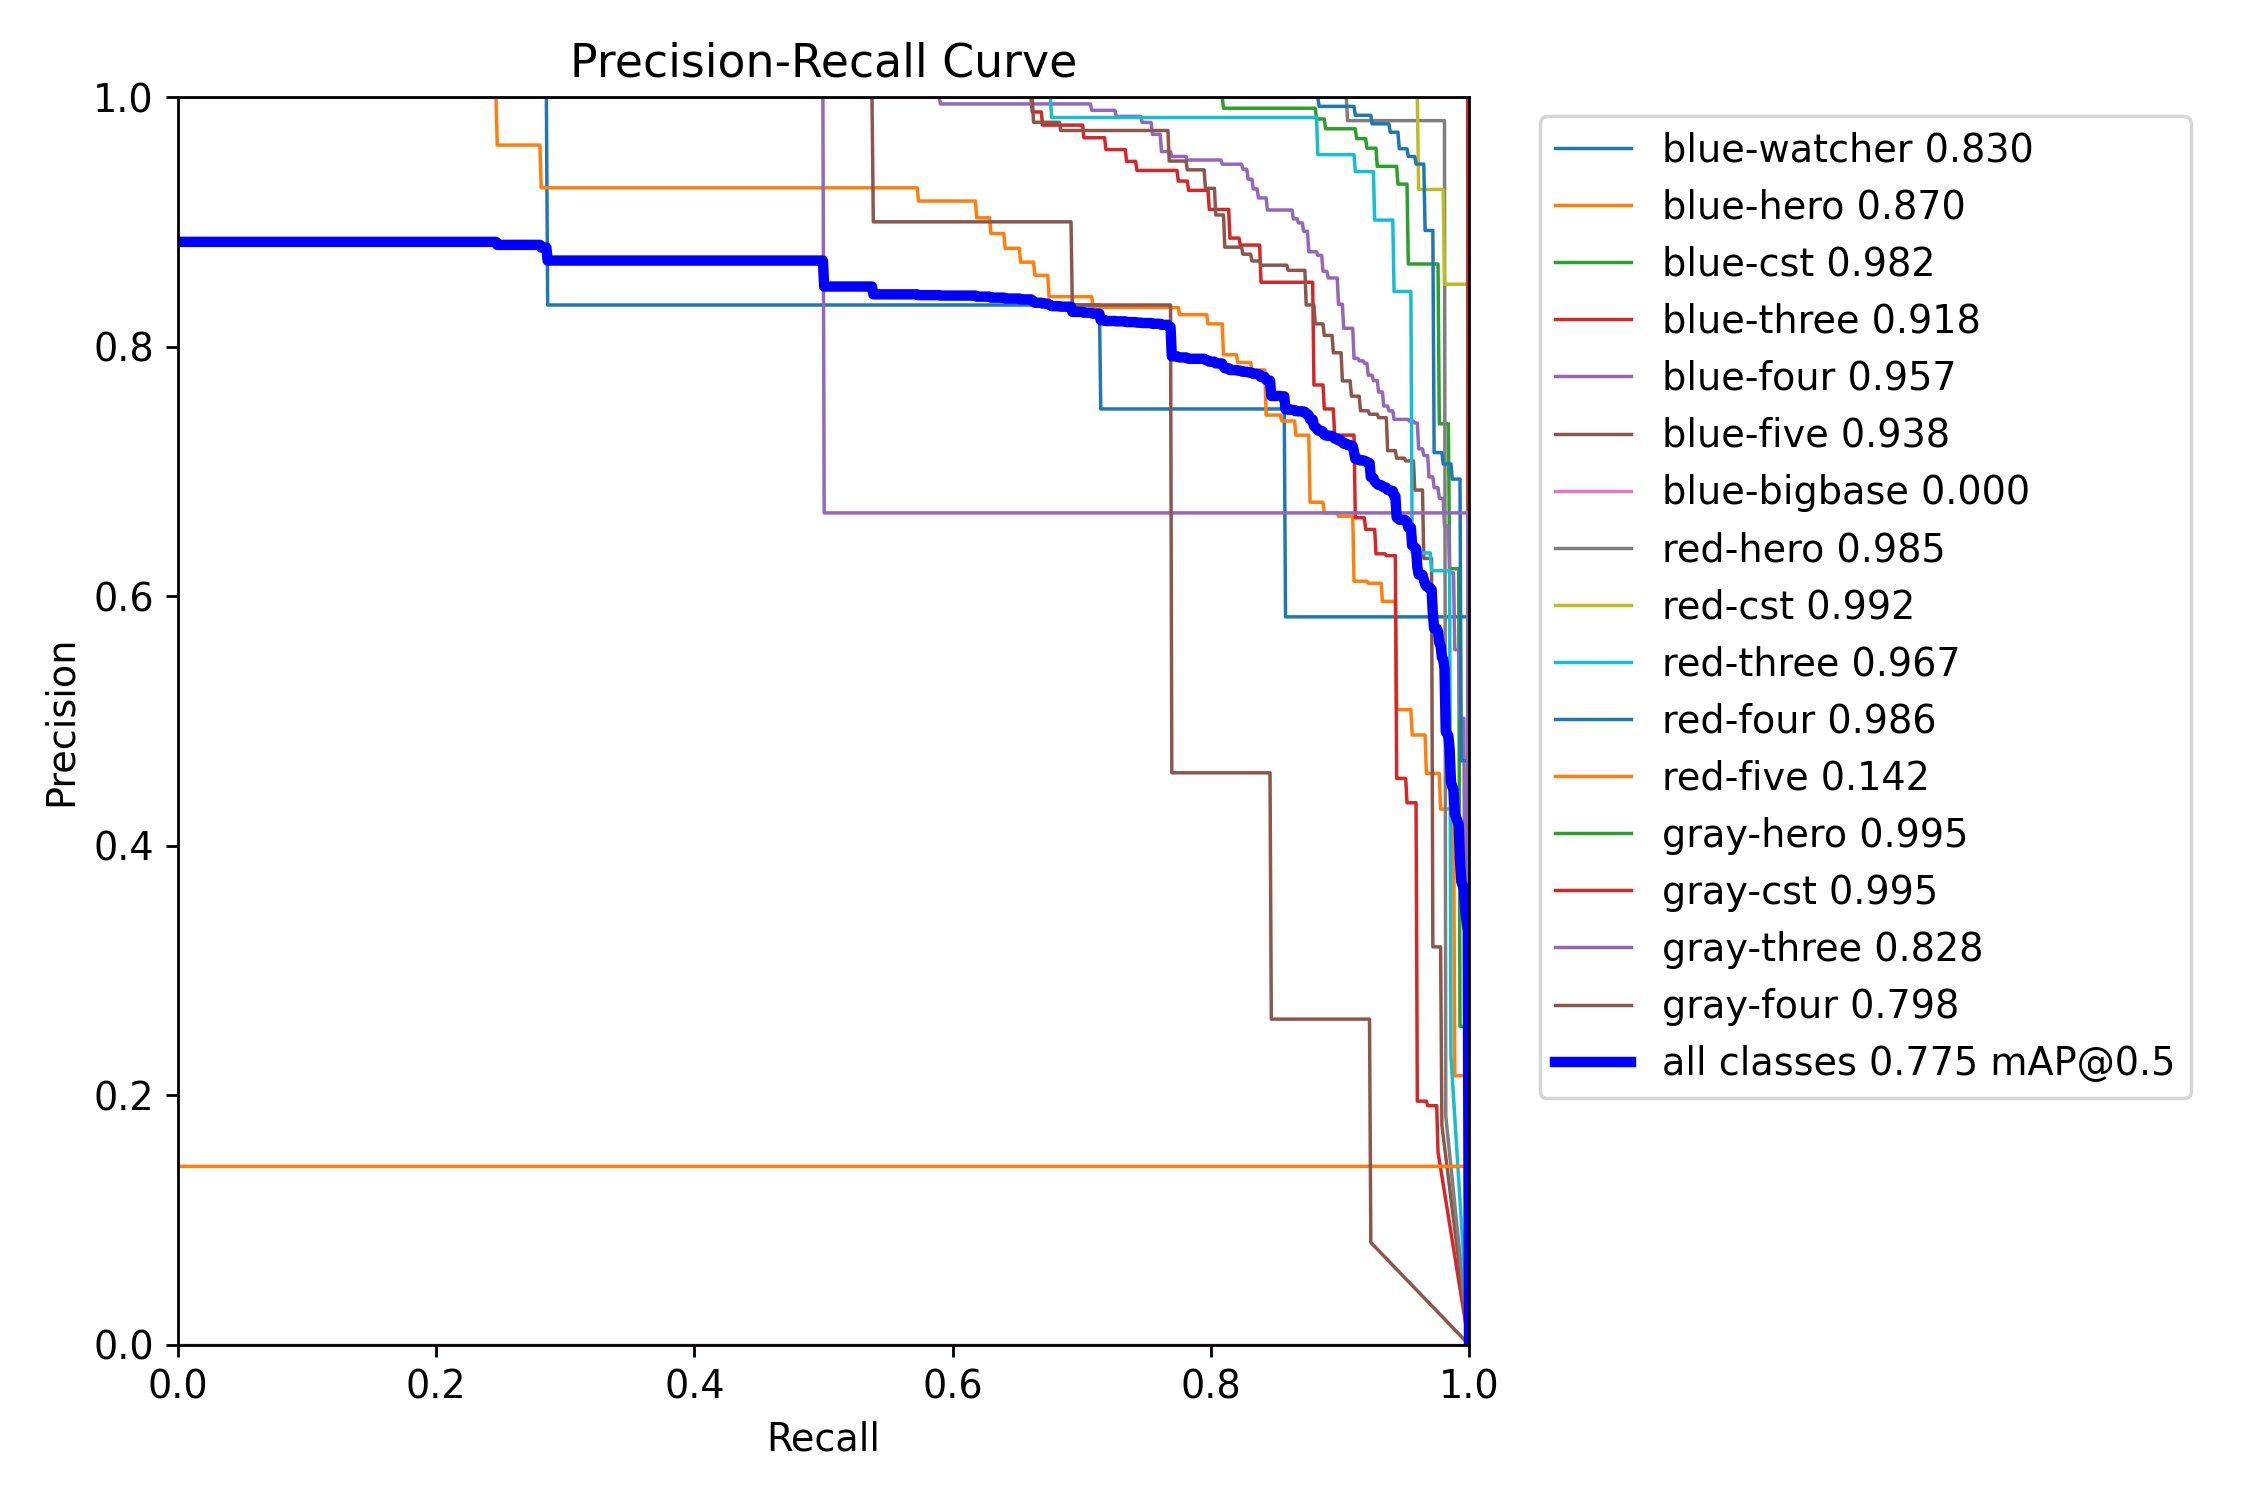 Precision-Recall Curve
1.0
0.8
0.6
0.4
0.2
0.0
Precision
0.0 0.2 0.4 0.6 0.8 1.0
Recall
blue-watcher 0.830
blue-hero 0.870
blue-cst 0.982
blue-three 0.918
blue-four 0.957
blue-five 0.938
blue-bigbase 0.000
red-hero 0.985
red-cst 0.992
red-three 0.967
red-four 0.986
red-five 0.142
gray-hero 0.995
gray-cst 0.995
gray-three 0.828
gray-four 0.798
all classes 0.775 mAP@0.5